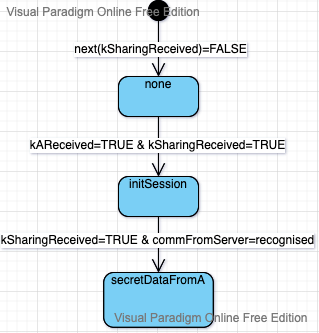 Visual Paradigm Online Free Edition
next(kSharingReceived)=FALSE
none
kAReceived=TRUE & kSharingReceived=TRUE
initSession
kSharingReceived=TRUE & commFromServer=recognised
secretDataFromA
Visual Paradigm Online Free Edition